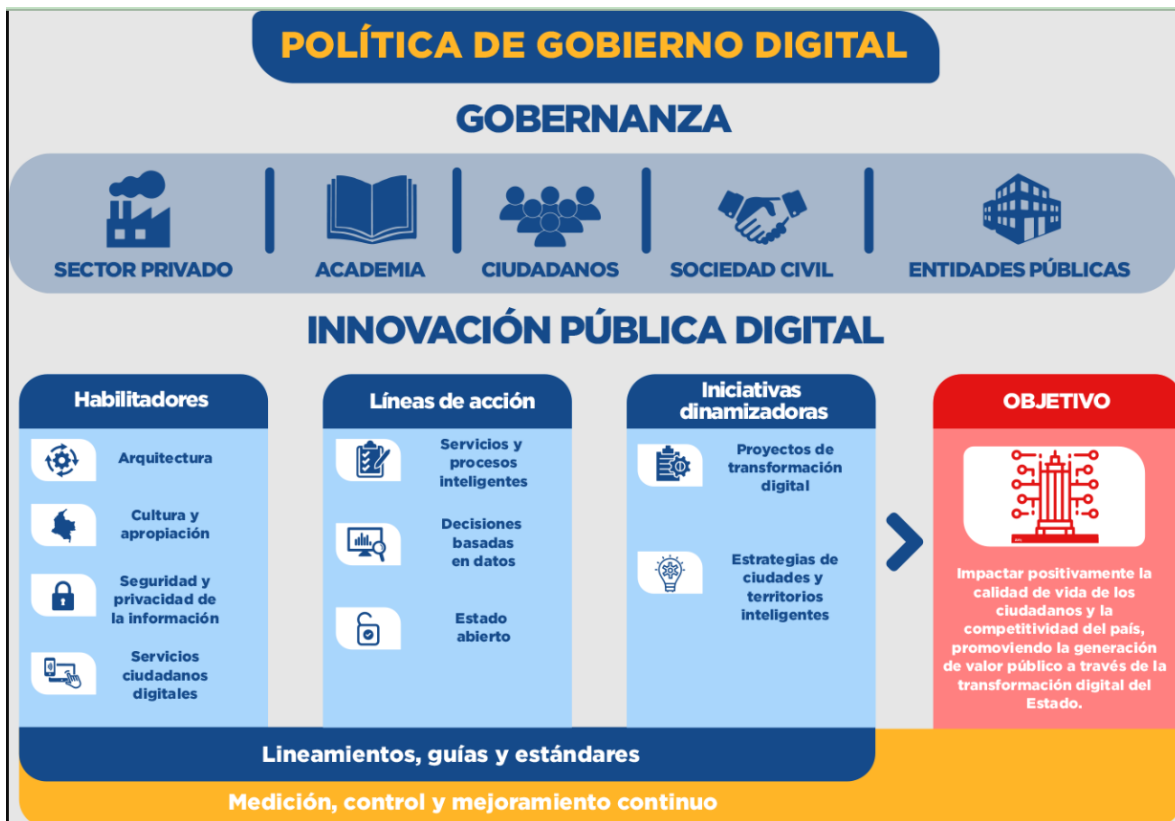 POLÍTICA DE GOBIERNO DIGITAL
GOBERNANZA
SECTOR PRIVADO
ACADEMIA
CIUDADANOS
SOCIEDAD CIVIL
ENTIDADES PÚBLICAS
INNOVACIÓN PÚBLICA DIGITAL
Habilitadores
Arquitectura
Cultura y
apropiación
Seguridad y
privacidad de
la información
Servicios
ciudadanos
digitales
Líneas de acción
Servicios y
procesos
inteligentes
Decisiones
basadas
en datos
Estado
abierto
Iniciativas
dinamizadoras
Proyectos de
transformación
digital
Estrategias de
ciudades y
territorios
inteligentes
OBJETIVO
Impactar positivamente la
calidad de vida de los
ciudadanos y la
competitividad del país,
promoviendo la generación
de valor público a través de la
transformación digital del
Estado.
Lineamientos, guías y estándares
Medición, control y mejoramiento continuo